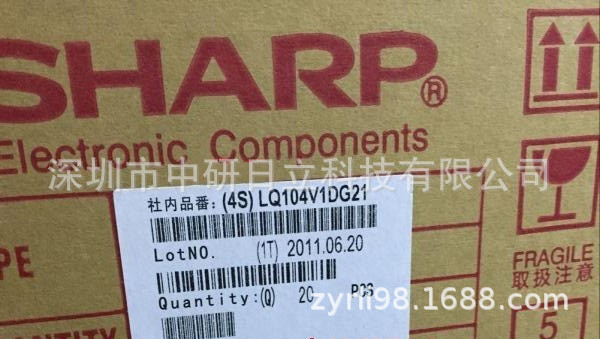 SHARP®
Electronic Components
深圳市中研日立科技有限公司
社内品番: (4S) LQ104V1DG21
LotNO. (1T) 2011.06.20
Quantity: (Q) 20 PCS
zyrl98.1688.com
FRAGILE
取扱注意
5